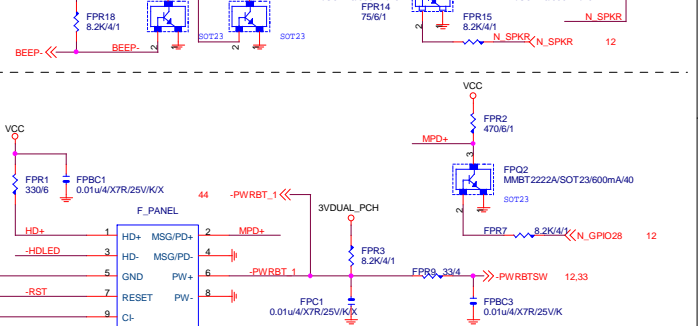 FPR18
8.2K/4/1
BEEP-
2
1
SOT23
2
1
SOT23
FPR14
75/6/1
2
1
FPR15
8.2K/4/1
N_SPKR
N_SPKR
N_SPKR
12
VCC
FPR1
330/6
FPBC1
0.01u/4/X7R/25V/K/X
HD+
-HDLED
-RST
F_PANEL
1
3
5
7
9
HD+
HD-
GND
RESET
CI-
MSG/PD+
MSG/PD-
PW+
PW-
2
4
6
8
MPD+
-PWRBT_1
44
-PWRBT_1
3VDUAL_PCH
FPR3
8.2K/4/1
FPC1
0.01u/4/X7R/25V/K/X
FPR9
33/4
-PWRBTSW
12,33
FPBC3
0.01u/4/X7R/25V/K
VCC
FPR2
470/6/1
MPD+
3
FPQ2
MMBT2222A/SOT23/600mA/40
SOT23
2
1
FPR7
8.2K/4/1
N_GPIO28
12